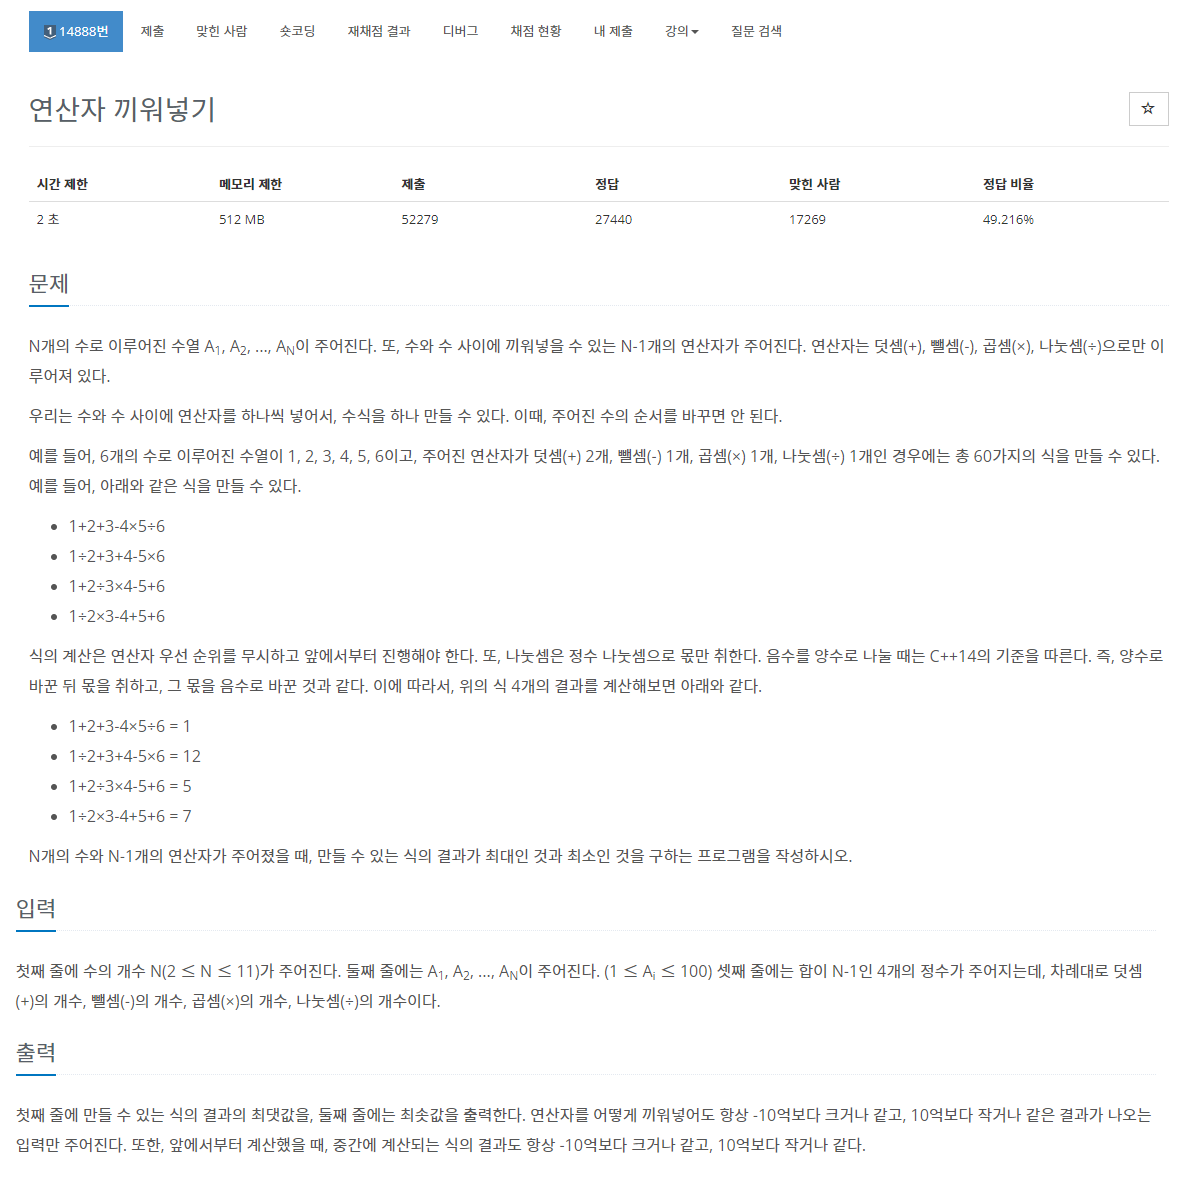 1 14888번 제출 맞힌 사람 숏코딩 재채점 결과 디버그 채점 현황 내 제출 강의 질문 검색
연산자 끼워넣기
시간 제한 메모리 제한 제출 정답 맞힌 사람 정답 비율
2 초 512 MB 52279 27440 17269 49.216%
문제
N개의 수로 이루어진 수열 A1, A2, ..., AN이 주어진다. 또, 수와 수 사이에 끼워넣을 수 있는 N-1개의 연산자가 주어진다. 연산자는 덧셈(+), 뺄셈(-), 곱셈(×), 나눗셈(÷)으로만 이
루어져 있다.
우리는 수와 수 사이에 연산자를 하나씩 넣어서, 수식을 하나 만들 수 있다. 이때, 주어진 수의 순서를 바꾸면 안 된다.
예를 들어, 6개의 수로 이루어진 수열이 1, 2, 3, 4, 5, 6이고, 주어진 연산자가 덧셈(+) 2개, 뺄셈(-) 1개, 곱셈(×) 1개, 나눗셈(÷) 1개인 경우에는 총 60가지의 식을 만들 수 있다.
예를 들어, 아래와 같은 식을 만들 수 있다.
• 1+2+3-4×5÷6
• 1÷2+3+4-5×6
• 1+2÷3×4-5+6
• 1÷2×3-4+5+6
식의 계산은 연산자 우선 순위를 무시하고 앞에서부터 진행해야 한다. 또, 나눗셈은 정수 나눗셈으로 몫만 취한다. 음수를 양수로 나눌 때는 C++14의 기준을 따른다. 즉, 양수로
바꾼 뒤 몫을 취하고, 그 몫을 음수로 바꾼 것과 같다. 이에 따라서, 위의 식 4개의 결과를 계산해보면 아래와 같다.
• 1+2+3-4×5÷6 = 1
• 1÷2+3+4-5×6 = 12
• 1+2÷3×4-5+6 = 5
• 1÷2×3-4+5+6 = 7
N개의 수와 N-1개의 연산자가 주어졌을 때, 만들 수 있는 식의 결과가 최대인 것과 최소인 것을 구하는 프로그램을 작성하시오.
입력
첫째 줄에 수의 개수 N(2 ≤ N ≤ 11)가 주어진다. 둘째 줄에는 A1, A2, ..., AN이 주어진다. (1 ≤ Ai ≤ 100) 셋째 줄에는 합이 N-1인 4개의 정수가 주어지는데, 차례대로 덧셈
(+)의 개수, 뺄셈(-)의 개수, 곱셈(×)의 개수, 나눗셈(÷)의 개수이다.
출력
첫째 줄에 만들 수 있는 식의 결과의 최댓값을, 둘째 줄에는 최솟값을 출력한다. 연산자를 어떻게 끼워넣어도 항상 -10억보다 크거나 같고, 10억보다 작거나 같은 결과가 나오는
입력만 주어진다. 또한, 앞에서부터 계산했을 때, 중간에 계산되는 식의 결과도 항상 -10억보다 크거나 같고, 10억보다 작거나 같다.